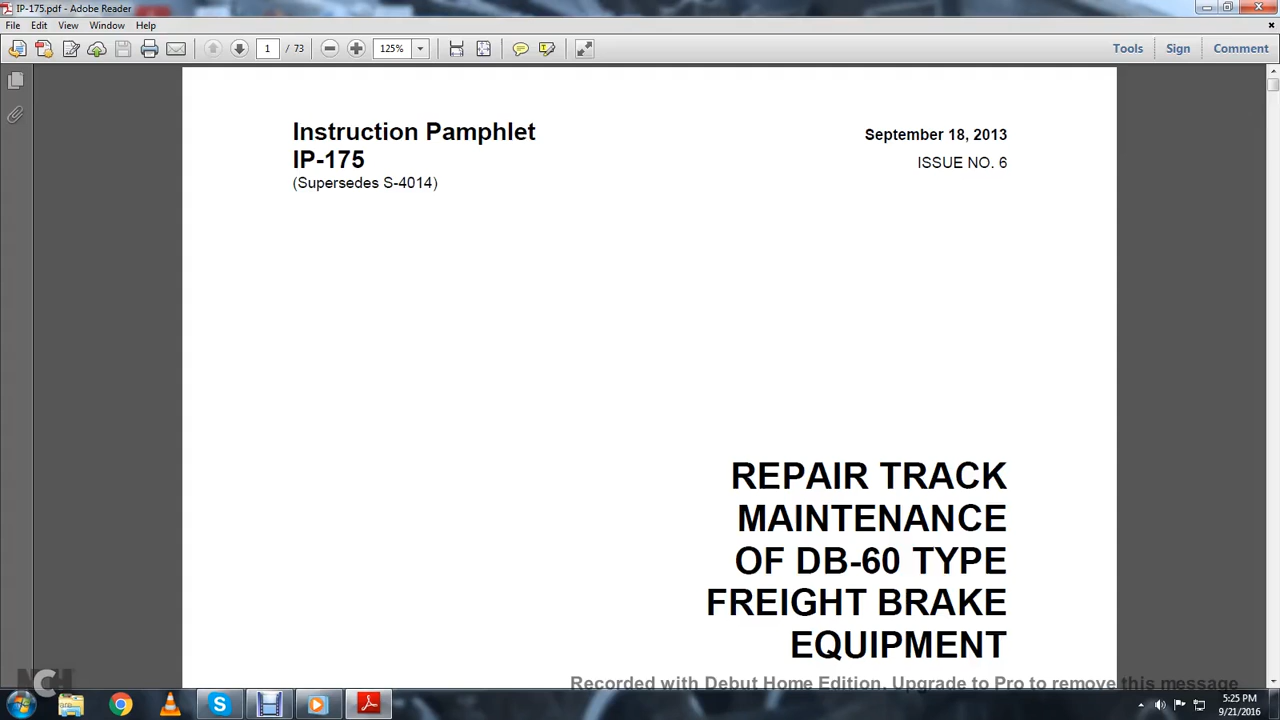 IP-175.pdf - Adobe Reader
File Edit View Window Help
1 / 73 125% Tools Sign Comment
Instruction Pamphlet
IP-175
(Supersedes S-4014)
September 18, 2013
ISSUE NO. 6
REPAIR TRACK
MAINTENANCE
OF DB-60 TYPE
FREIGHT BRAKE
EQUIPMENT
NCH
Recorded with Debut Home Edition. Upgrade to Pro to remove this message.
5:25 PM
9/21/2016